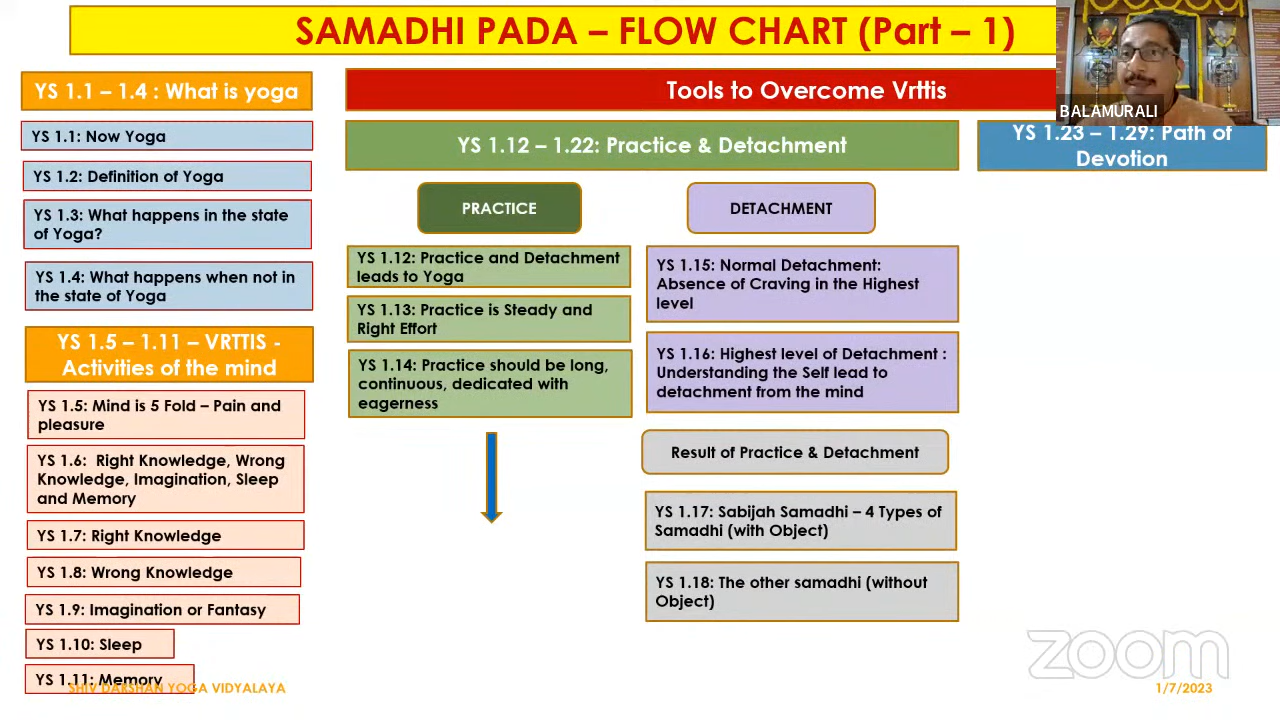 SAMADHI PADA – FLOW CHART (Part – 1)
BALAMURALI
YS 1.1 – 1.4 : What is yoga
YS 1.1: Now Yoga
YS 1.2: Definition of Yoga
YS 1.3: What happens in the state
of Yoga?
YS 1.4: What happens when not in
the state of Yoga
YS 1.5 – 1.11 – VRTTIS -
Activities of the mind
YS 1.5: Mind is 5 Fold – Pain and
pleasure
YS 1.6:  Right Knowledge, Wrong
Knowledge, Imagination, Sleep
and Memory
YS 1.7: Right Knowledge
YS 1.8: Wrong Knowledge
YS 1.9: Imagination or Fantasy
YS 1.10: Sleep
YS 1.11: Memory
Tools to Overcome Vrttis
YS 1.12 – 1.22: Practice & Detachment
PRACTICE
YS 1.12: Practice and Detachment
leads to Yoga
YS 1.13: Practice is Steady and
Right Effort
YS 1.14: Practice should be long,
continuous, dedicated with
eagerness
DETACHMENT
YS 1.15: Normal Detachment:
Absence of Craving in the Highest
level
YS 1.16: Highest level of Detachment :
Understanding the Self lead to
detachment from the mind
Result of Practice & Detachment
YS 1.17: Sabijah Samadhi – 4 Types of
Samadhi (with Object)
YS 1.18: The other samadhi (without
Object)
YS 1.23 – 1.29: Path of
Devotion
SHIV DARSHAN YOGA VIDYALAYA
zoom
1/7/2023